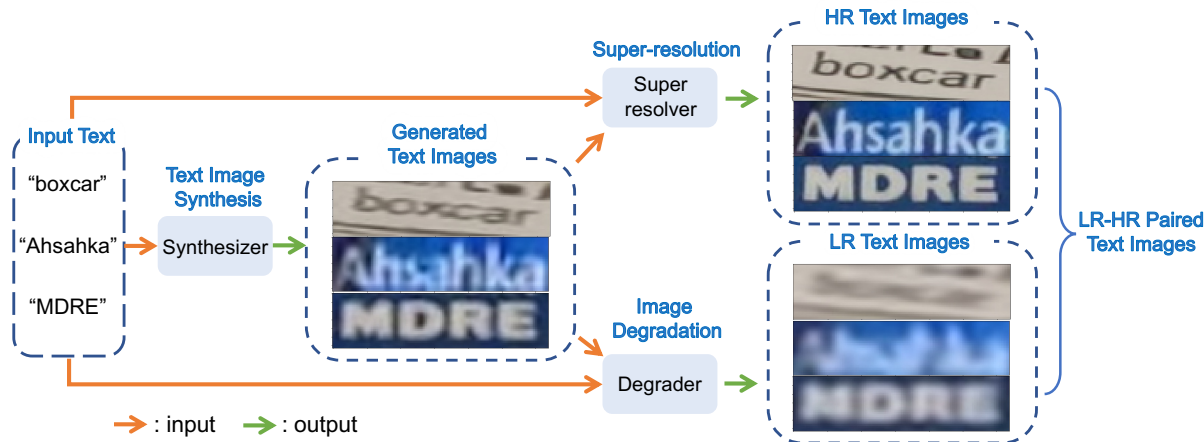 Input Text
“boxcar”
“Ahsahka”
“MDRE”
Text Image
Synthesis
Synthesizer
Generated
Text Images
boxcar
Ahsahka
MDRE
Super-resolution
Super
resolver
HR Text Images
boxcar
Ahsahka
MDRE
Image
Degradation
Degrader
LR Text Images
boxcar
Ahsahka
MDRE
LR-HR Paired
Text Images
: input
: output